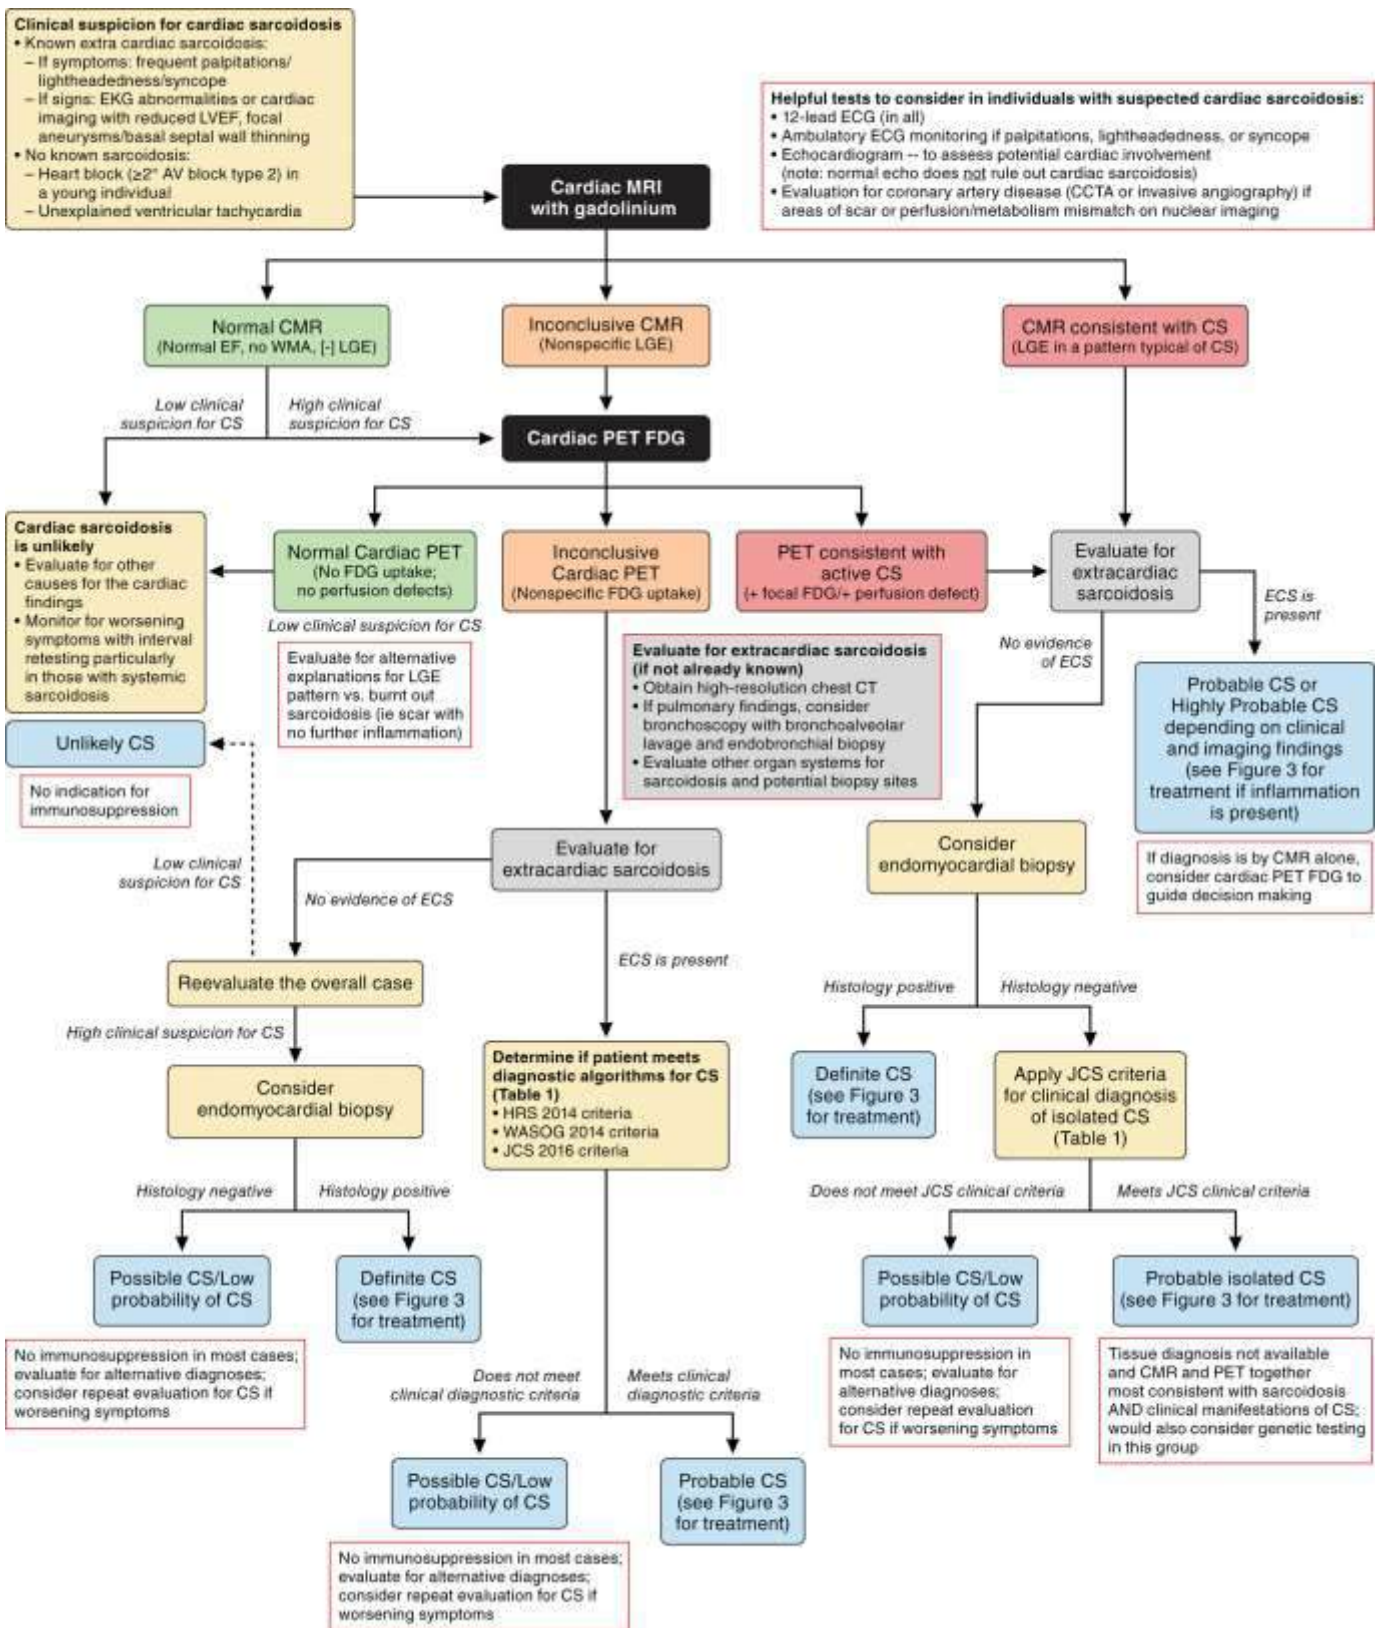 Clinical suspicion for cardiac sarcoidosis
• Known extra cardiac sarcoidosis:
– If symptoms: frequent palpitations/
lightheadedness/syncope
– If signs: EKG abnormalities or cardiac
imaging with reduced LVEF, focal
aneurysms/basal septal wall thinning
• No known sarcoidosis:
– Heart block (≥2° AV block type 2) in
a young individual
– Unexplained ventricular tachycardia
Helpful tests to consider in individuals with suspected cardiac sarcoidosis:
• 12-lead ECG (in all)
• Ambulatory ECG monitoring if palpitations, lightheadedness, or syncope
• Echocardiogram -- to assess potential cardiac involvement
(note: normal echo does not rule out cardiac sarcoidosis)
• Evaluation for coronary artery disease (CCTA or invasive angiography) if
areas of scar or perfusion/metabolism mismatch on nuclear imaging
Cardiac MRI
with gadolinium
Normal CMR
(Normal EF, no WMA, [-] LGE)
Inconclusive CMR
(Nonspecific LGE)
CMR consistent with CS
(LGE in a pattern typical of CS)
Low clinical
suspicion for CS
High clinical
suspicion for CS
Cardiac PET FDG
Cardiac sarcoidosis
is unlikely
• Evaluate for other
causes for the cardiac
findings
• Monitor for worsening
symptoms with interval
retesting particularly
in those with systemic
sarcoidosis
Normal Cardiac PET
(No FDG uptake;
no perfusion defects)
Low clinical suspicion for CS
Evaluate for alternative
explanations for LGE
pattern vs. burnt out
sarcoidosis (ie scar with
no further inflammation)
Inconclusive
Cardiac PET
(Nonspecific FDG uptake)
PET consistent with
active CS
(+ focal FDG/+ perfusion defect)
Evaluate for
extracardiac
sarcoidosis
ECS is
present
No evidence
of ECS
Evaluate for extracardiac sarcoidosis
(if not already known)
• Obtain high-resolution chest CT
• If pulmonary findings, consider
bronchoscopy with bronchoalveolar
lavage and endobronchial biopsy
• Evaluate other organ systems for
sarcoidosis and potential biopsy sites
Probable CS or
Highly Probable CS
depending on clinical
and imaging findings
(see Figure 3 for
treatment if inflammation
is present)
If diagnosis is by CMR alone,
consider cardiac PET FDG to
guide decision making
Unlikely CS
No indication for
immunosuppression
Low clinical
suspicion for CS
Evaluate for
extracardiac sarcoidosis
Consider
endomyocardial biopsy
No evidence of ECS
ECS is present
Reevaluate the overall case
High clinical suspicion for CS
Consider
endomyocardial biopsy
Determine if patient meets
diagnostic algorithms for CS
(Table 1)
• HRS 2014 criteria
• WASOG 2014 criteria
• JCS 2016 criteria
Histology positive
Histology negative
Definite CS
(see Figure 3
for treatment)
Apply JCS criteria
for clinical diagnosis
of isolated CS
(Table 1)
Histology negative
Histology positive
Does not meet JCS clinical criteria
Meets JCS clinical criteria
Possible CS/Low
probability of CS
Definite CS
(see Figure 3
for treatment)
Possible CS/Low
probability of CS
Probable isolated CS
(see Figure 3 for treatment)
No immunosuppression in most cases;
evaluate for alternative diagnoses;
consider repeat evaluation for CS if
worsening symptoms
Does not meet
clinical diagnostic criteria
Meets clinical
diagnostic criteria
No immunosuppression in
most cases; evaluate for
alternative diagnoses;
consider repeat evaluation
for CS if worsening symptoms
Tissue diagnosis not available
and CMR and PET together
most consistent with sarcoidosis
AND clinical manifestations of CS;
would also consider genetic testing
in this group
Possible CS/Low
probability of CS
Probable CS
(see Figure 3
for treatment)
No immunosuppression in most cases;
evaluate for alternative diagnoses;
consider repeat evaluation for CS if
worsening symptoms